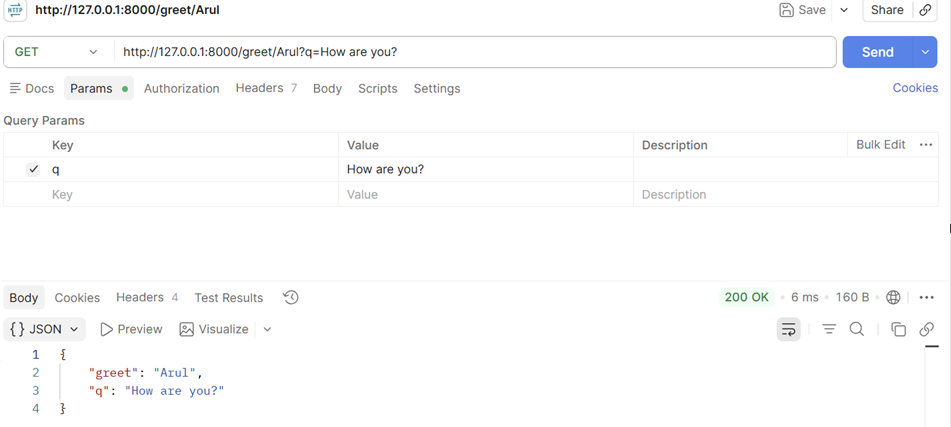 HTTP http://127.0.0.1:8000/greet/Arul Save Share
GET http://127.0.0.1:8000/greet/Arul?q=How are you? Send
Docs Params Authorization Headers 7 Body Scripts Settings Cookies
Query Params
Key Value Description Bulk Edit
q How are you?
Key Value Description
Body Cookies Headers 4 Test Results 200 OK 6 ms 160 B
{} JSON Preview Visualize
1 {
2 "greet": "Arul",
3 "q": "How are you?"
4 }